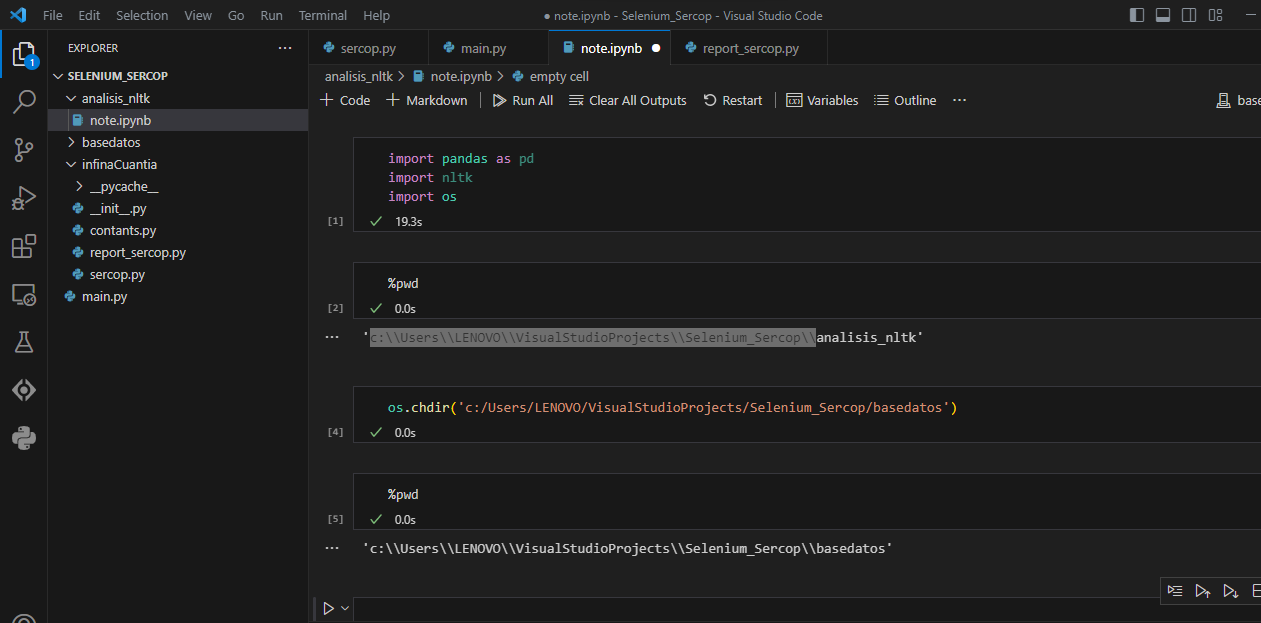 File Edit Selection View Go Run Terminal Help
● note.ipynb - Selenium_Sercop - Visual Studio Code
EXPLORER
SELENIUM_SERCOP
analisis_nltk
note.ipynb
basedatos
infinaCuantia
__pycache__
__init__.py
contants.py
report_sercop.py
sercop.py
main.py
1
sercop.py main.py note.ipynb ● report_sercop.py
analisis_nltk > note.ipynb > empty cell
+ Code + Markdown Run All Clear All Outputs Restart Variables Outline ... base
import pandas as pd
import nltk
import os
[1] ✓ 19.3s
%pwd
[2] ✓ 0.0s
... 'c:\\Users\\LENOVO\\VisualStudioProjects\\Selenium_Sercop\\analisis_nltk'
os.chdir('c:/Users/LENOVO/VisualStudioProjects/Selenium_Sercop/basedatos')
[4] ✓ 0.0s
%pwd
[5] ✓ 0.0s
... 'c:\\Users\\LENOVO\\VisualStudioProjects\\Selenium_Sercop\\basedatos'